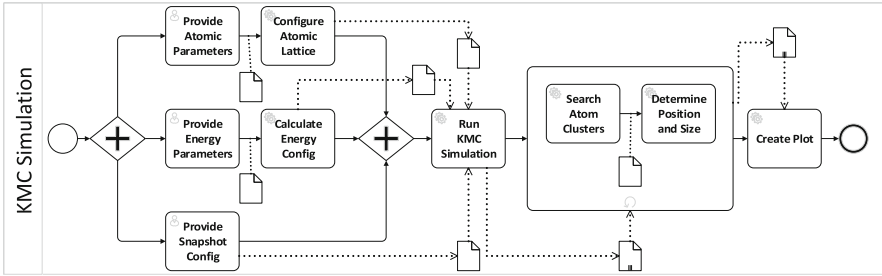 KMC Simulation
Provide
Atomic
Parameters
Configure
Atomic
Lattice
Provide
Energy
Parameters
Calculate
Energy
Config
Provide
Snapshot
Config
Run
KMC
Simulation
Search
Atom
Clusters
Determine
Position
and Size
Create Plot